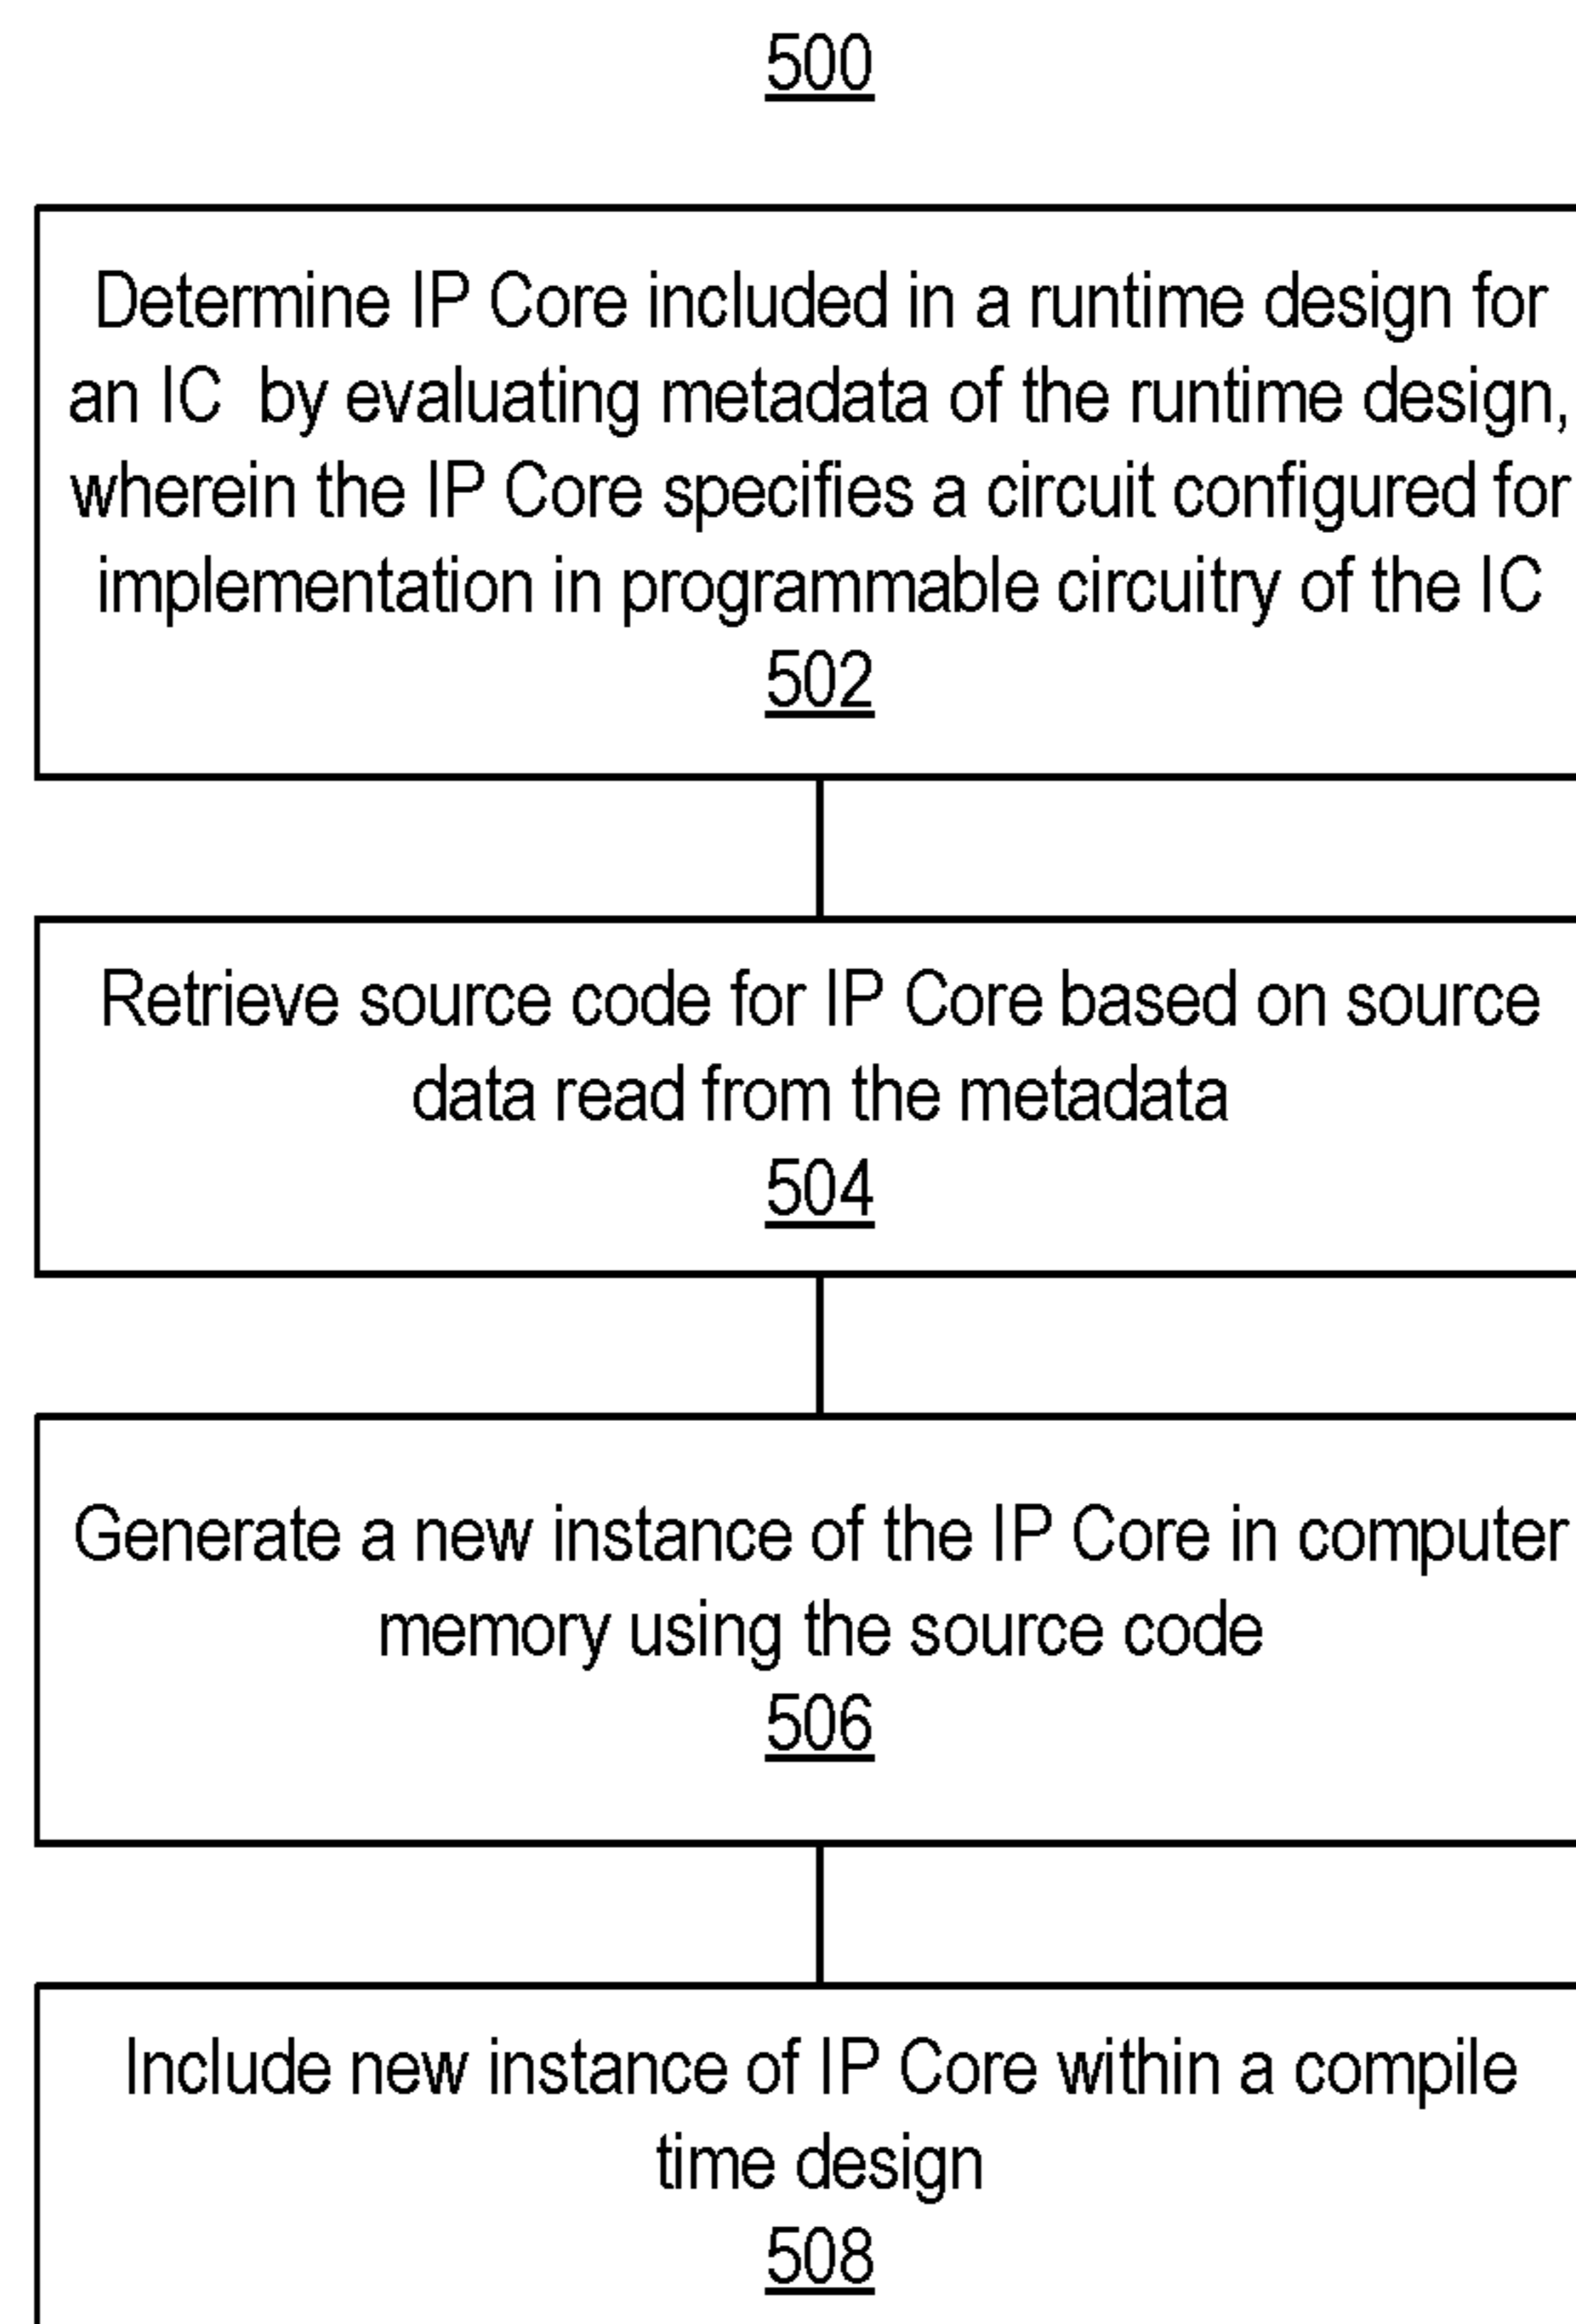 500
Determine IP Core included in a runtime design for
an IC by evaluating metadata of the runtime design,
wherein the IP Core specifies a circuit configured for
implementation in programmable circuitry of the IC
502
Retrieve source code for IP Core based on source
data read from the metadata
504
Generate a new instance of the IP Core in computer
memory using the source code
506
Include new instance of IP Core within a compile
time design
508